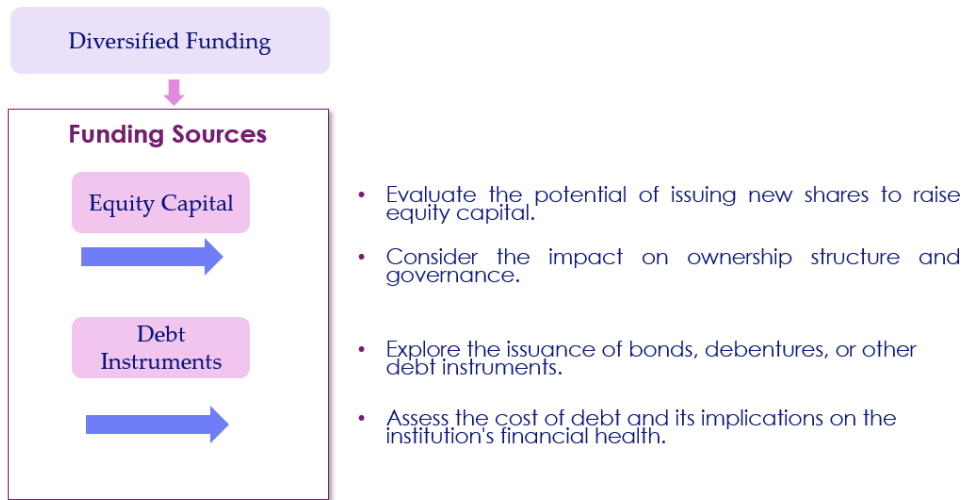 Diversified Funding
Funding Sources
Equity Capital
• Evaluate the potential of issuing new shares to raise
equity capital.
• Consider the impact on ownership structure and
governance.
Debt
Instruments
• Explore the issuance of bonds, debentures, or other
debt instruments.
• Assess the cost of debt and its implications on the
institution's financial health.